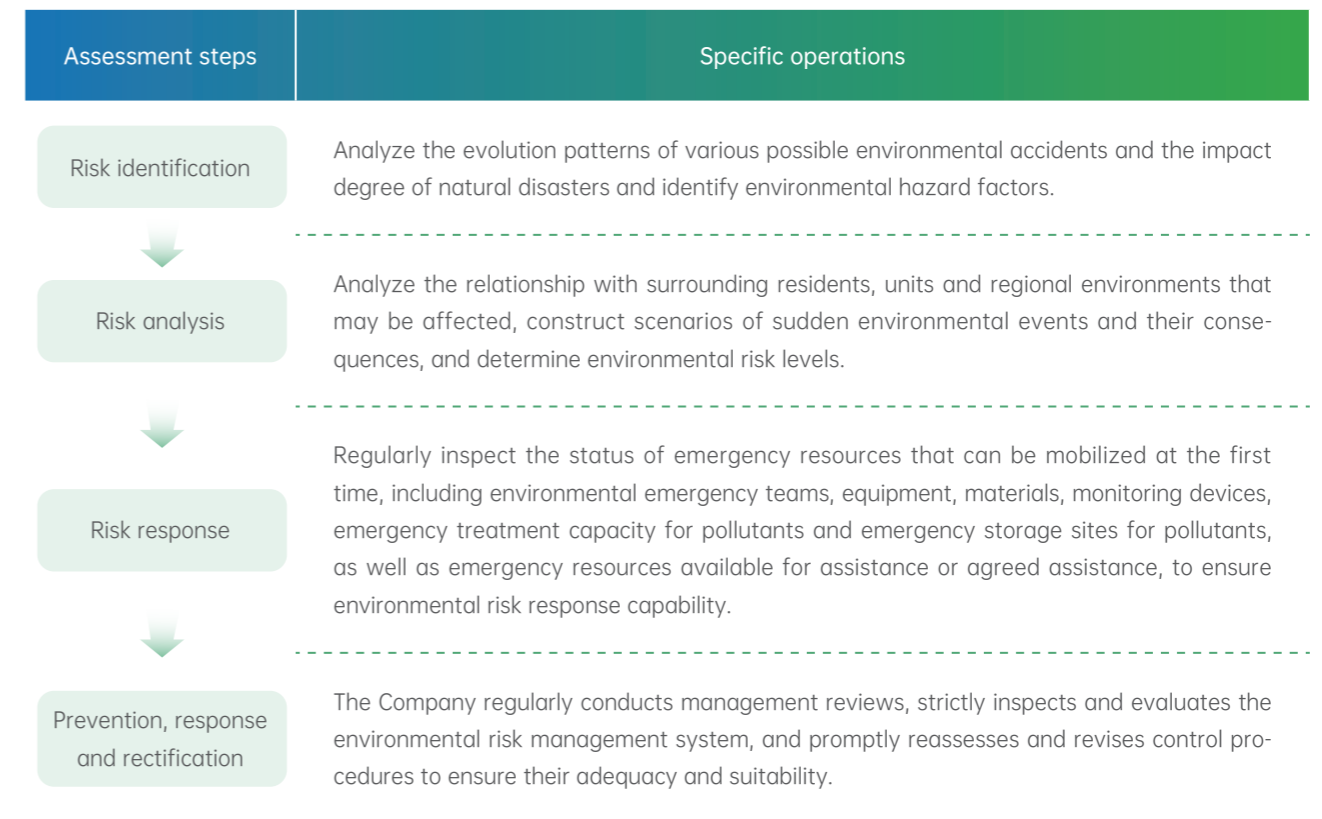 Assessment steps
Specific operations
Risk identification
Analyze the evolution patterns of various possible environmental accidents and the impact
degree of natural disasters and identify environmental hazard factors.
Risk analysis
Analyze the relationship with surrounding residents, units and regional environments that
may be affected, construct scenarios of sudden environmental events and their conse-
quences, and determine environmental risk levels.
Risk response
Regularly inspect the status of emergency resources that can be mobilized at the first
time, including environmental emergency teams, equipment, materials, monitoring devices,
emergency treatment capacity for pollutants and emergency storage sites for pollutants,
as well as emergency resources available for assistance or agreed assistance, to ensure
environmental risk response capability.
Prevention, response
and rectification
The Company regularly conducts management reviews, strictly inspects and evaluates the
environmental risk management system, and promptly reassesses and revises control pro-
cedures to ensure their adequacy and suitability.